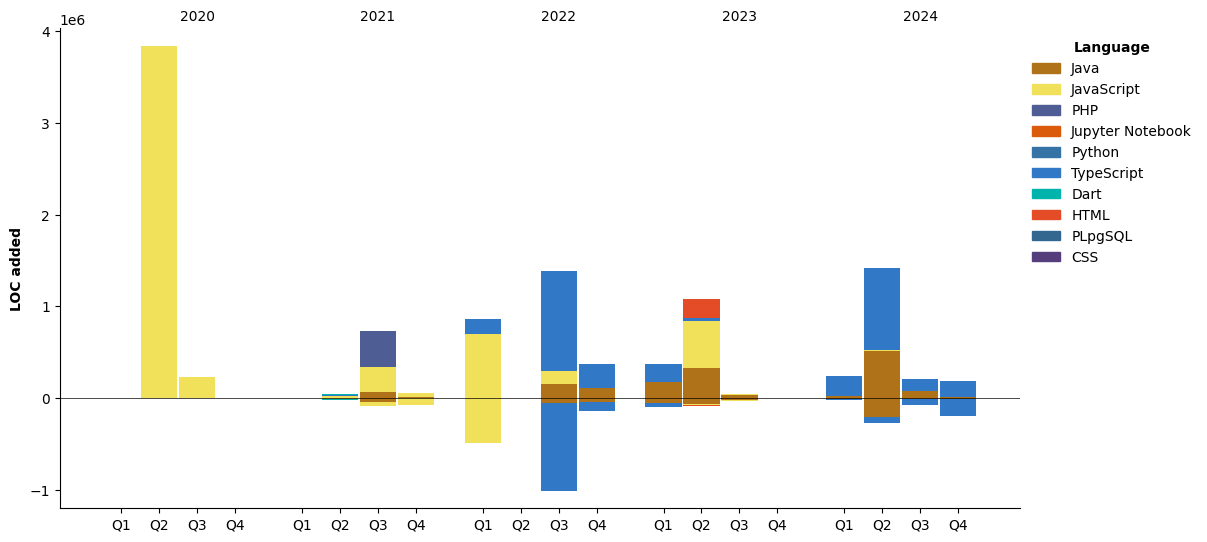 2020 2021 2022 2023 2024
1e6
4
3
2
1
0
−1
LOC added
Q1 Q2 Q3 Q4 Q1 Q2 Q3 Q4 Q1 Q2 Q3 Q4 Q1 Q2 Q3 Q4 Q1 Q2 Q3 Q4
Language
Java
JavaScript
PHP
Jupyter Notebook
Python
TypeScript
Dart
HTML
PLpgSQL
CSS